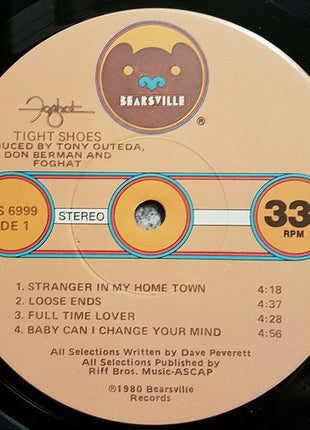 BEARSVILLE ®
Foghat
TIGHT SHOES
DUCED BY TONY OUTEDA,
DON BERMAN AND
FOGHAT
S 6999
DE 1
STEREO
33
RPM
1. STRANGER IN MY HOME TOWN 4:18
2. LOOSE ENDS 4:37
3. FULL TIME LOVER 4:28
4. BABY CAN I CHANGE YOUR MIND 4:56
All Selections Written by Dave Peverett
All Selections Published by
Riff Bros. Music-ASCAP
℗1980 Bearsville
Records